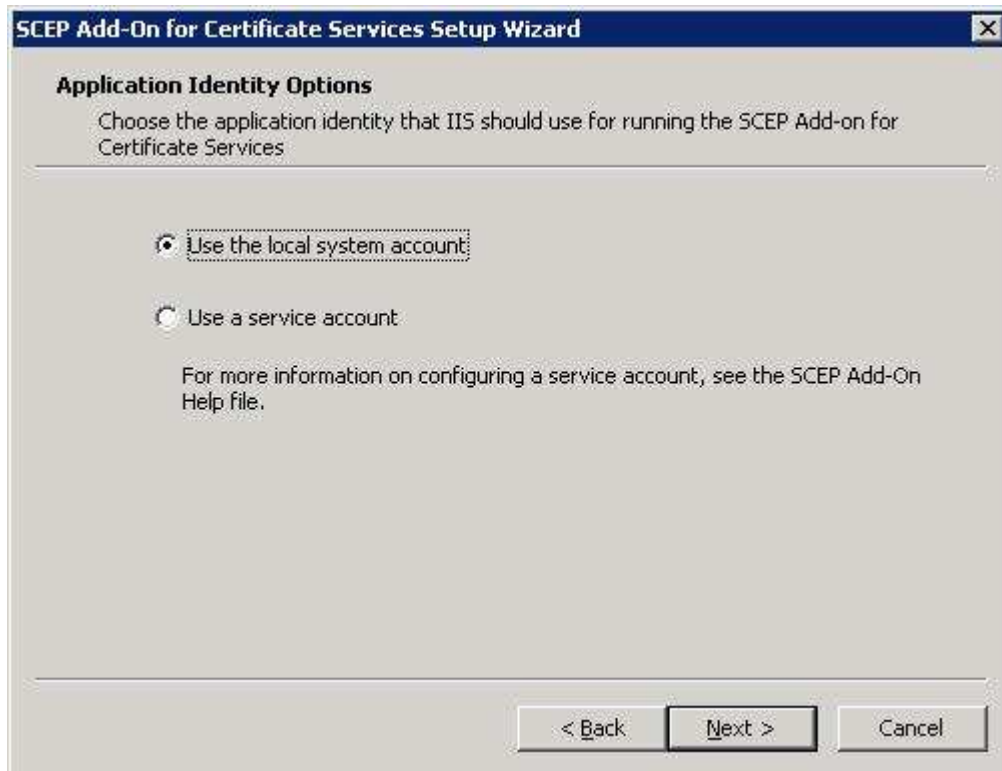 SCEP Add-On for Certificate Services Setup Wizard
Application Identity Options
Choose the application identity that IIS should use for running the SCEP Add-on for
Certificate Services
Use the local system account
Use a service account
For more information on configuring a service account, see the SCEP Add-On
Help file.
< Back
Next >
Cancel